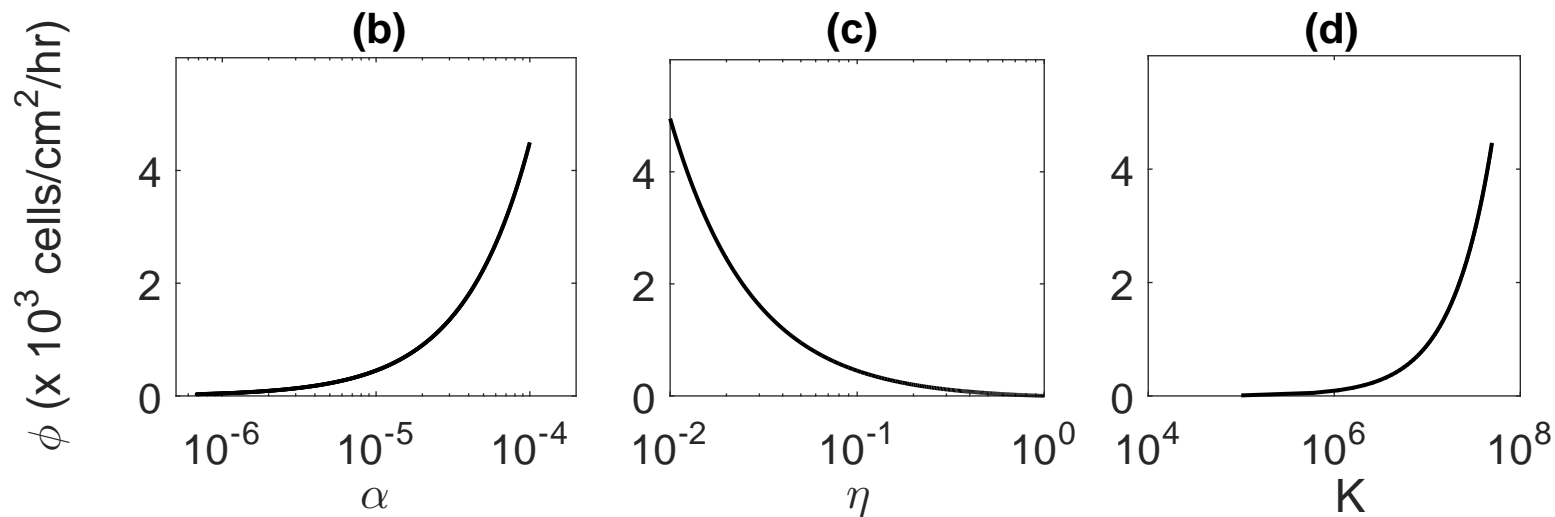 (b) (c) (d)
ϕ (x 10³ cells/cm²/hr)
4 4 4
2 2 2
0 0 0
10⁻⁶ 10⁻⁵ 10⁻⁴ 10⁻² 10⁻¹ 10⁰ 10⁴ 10⁶ 10⁸
α η K